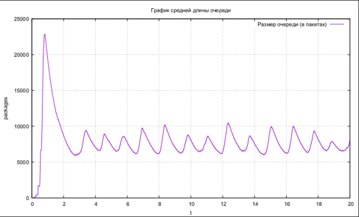 График средней длины очереди
Размер очереди (в пакетах)
25000
20000
15000
10000
5000
0
packages
0 2 4 6 8 10 12 14 16 18 20
t